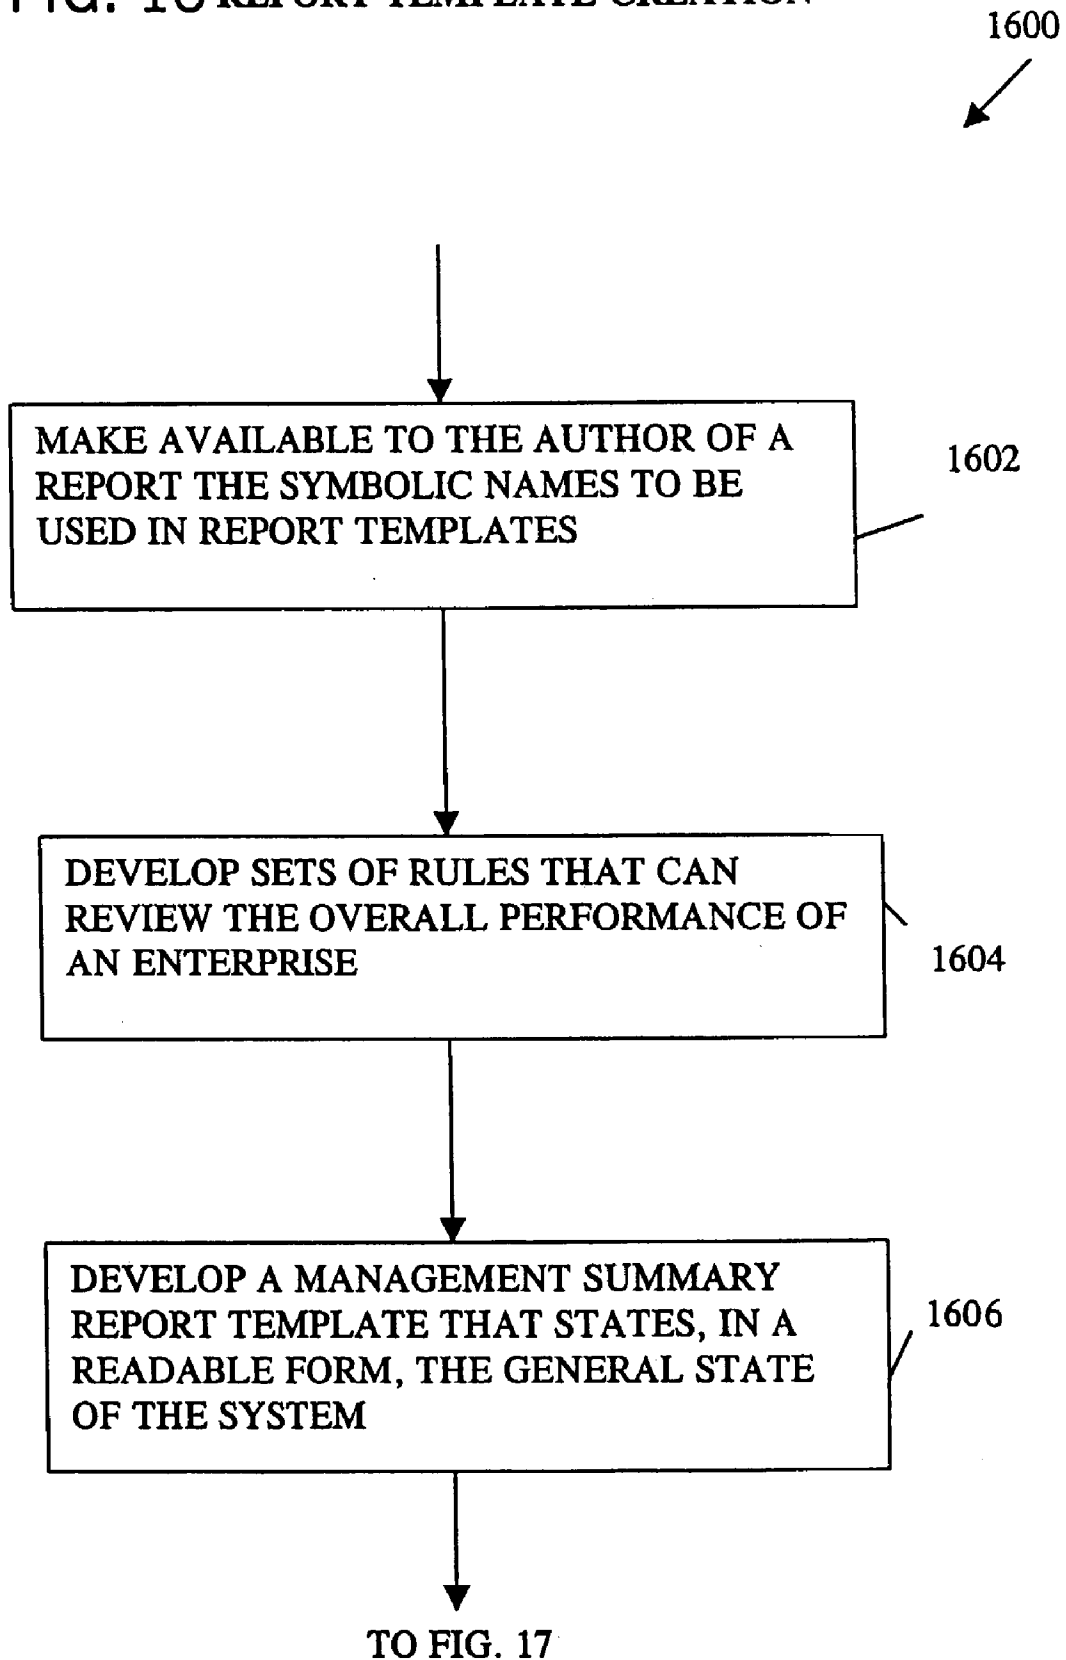 FIG. 16 REPORT TEMPLATE CREATION
1600
MAKE AVAILABLE TO THE AUTHOR OF A
REPORT THE SYMBOLIC NAMES TO BE
USED IN REPORT TEMPLATES
1602
DEVELOP SETS OF RULES THAT CAN
REVIEW THE OVERALL PERFORMANCE OF
AN ENTERPRISE
1604
DEVELOP A MANAGEMENT SUMMARY
REPORT TEMPLATE THAT STATES, IN A
READABLE FORM, THE GENERAL STATE
OF THE SYSTEM
1606
TO FIG. 17